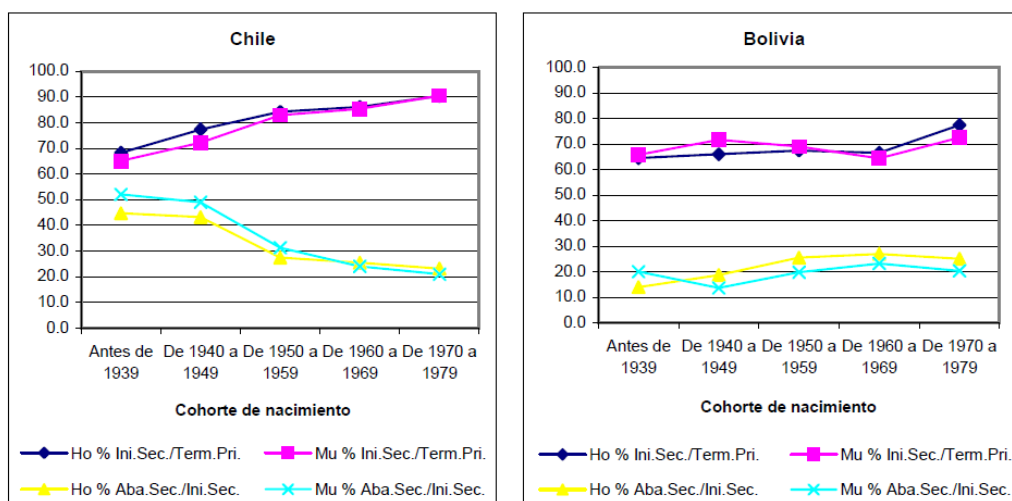 Chile
100.0
90.0
80.0
70.0
60.0
50.0
40.0
30.0
20.0
10.0
0.0
Antes de De 1940 a De 1950 a De 1960 a De 1970 a
1939 1949 1959 1969 1979
Cohorte de nacimiento
Ho % Ini.Sec./Term.Pri. Mu % Ini.Sec./Term.Pri.
Ho % Aba.Sec./Ini.Sec. Mu % Aba.Sec./Ini.Sec.
Bolivia
100.0
90.0
80.0
70.0
60.0
50.0
40.0
30.0
20.0
10.0
0.0
Antes de De 1940 a De 1950 a De 1960 a De 1970 a
1939 1949 1959 1969 1979
Cohorte de nacimiento
Ho % Ini.Sec./Term.Pri. Mu % Ini.Sec./Term.Pri.
Ho % Aba.Sec./Ini.Sec. Mu % Aba.Sec./Ini.Sec.